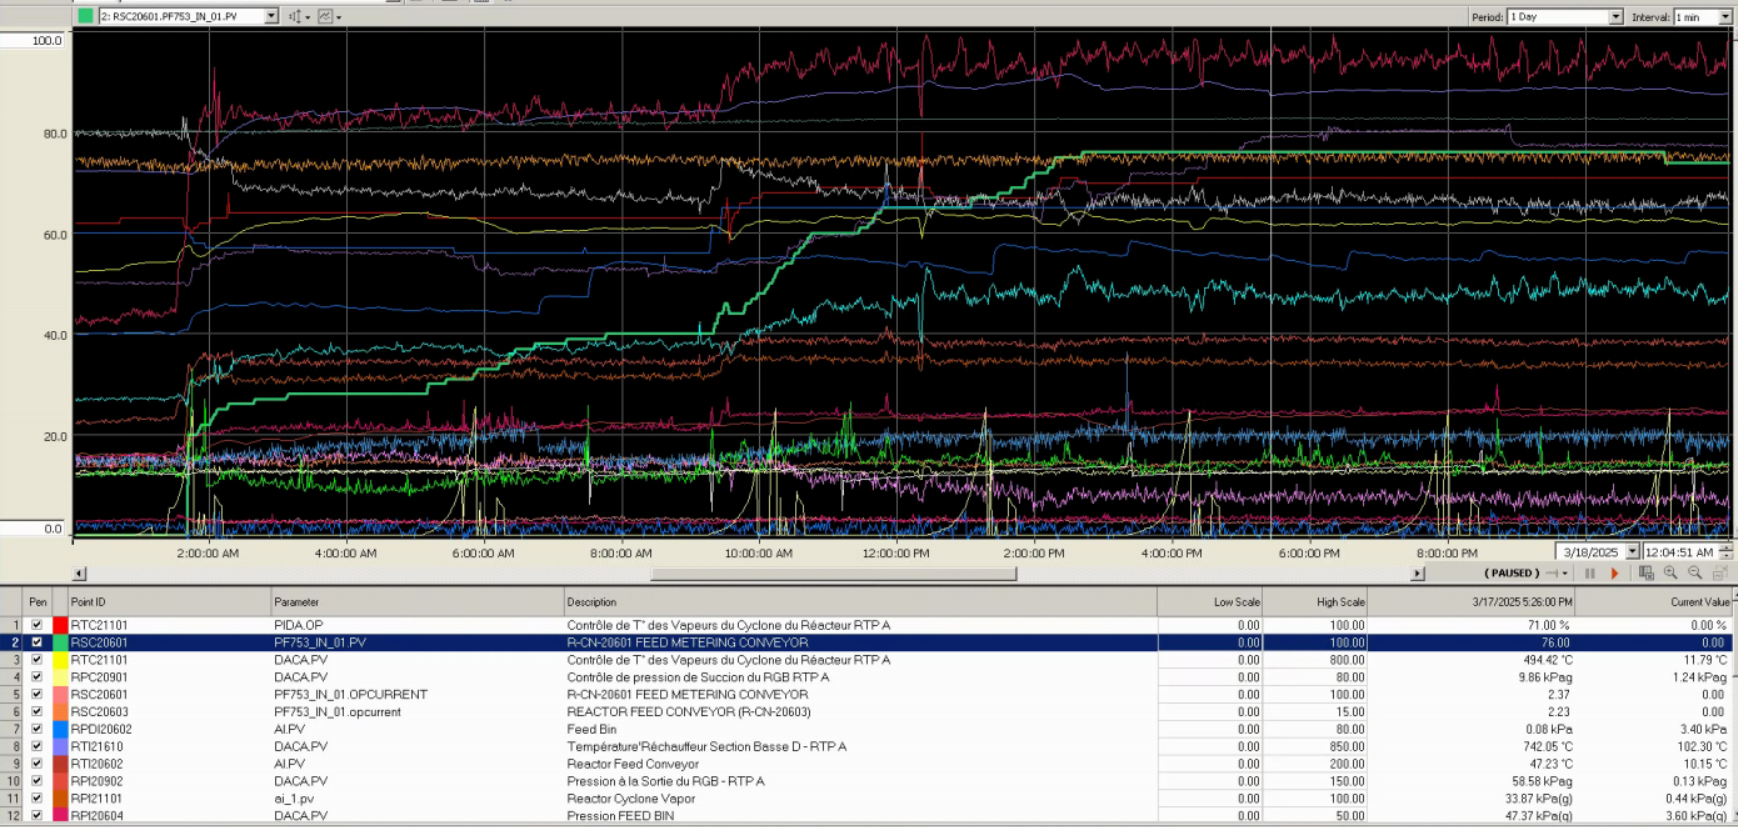 2: RSC20601.PF753_IN_01.PV Period: 1 Day Interval: 1 min
100.0
80.0
60.0
40.0
20.0
0.0
2:00:00 AM 4:00:00 AM 6:00:00 AM 8:00:00 AM 10:00:00 AM 12:00:00 PM 2:00:00 PM 4:00:00 PM 6:00:00 PM 8:00:00 PM 3/18/2025 12:04:51 AM
( PAUSED )
Pen Point ID Parameter Description Low Scale High Scale 3/17/2025 5:26:00 PM Current Value
1 RTC21101 PIDA.OP Contrôle de T° des Vapeurs du Cyclone du Réacteur RTP A 0.00 100.00 71.00 % 0.00 %
2 RSC20601 PF753_IN_01.PV R-CN-20601 FEED METERING CONVEYOR 0.00 100.00 76.00 0.00
3 RTC21101 DACA.PV Contrôle de T° des Vapeurs du Cyclone du Réacteur RTP A 0.00 800.00 494.42 °C 11.79 °C
4 RPC20901 DACA.PV Contrôle de pression de Succion du RGB RTP A 0.00 80.00 9.86 kPag 1.24 kPag
5 RSC20601 PF753_IN_01.OPCURRENT R-CN-20601 FEED METERING CONVEYOR 0.00 100.00 2.37 0.00
6 RSC20603 PF753_IN_01.opcurrent REACTOR FEED CONVEYOR (R-CN-20603) 0.00 15.00 2.23 0.00
7 RPDI20602 AI.PV Feed Bin 0.00 80.00 0.08 kPa 3.40 kPa
8 RTI21610 DACA.PV Température'Réchauffeur Section Basse D - RTP A 0.00 850.00 742.05 °C 102.30 °C
9 RTI20602 AI.PV Reactor Feed Conveyor 0.00 200.00 47.23 °C 10.15 °C
10 RPI20902 DACA.PV Pression à la Sortie du RGB - RTP A 0.00 150.00 58.58 kPag 0.13 kPag
11 RPI21101 ai_1.pv Reactor Cyclone Vapor 0.00 100.00 33.87 kPa(g) 0.44 kPa(g)
12 RPI20604 DACA.PV Pression FEED BIN 0.00 50.00 47.37 kPa(g) 3.60 kPa(g)